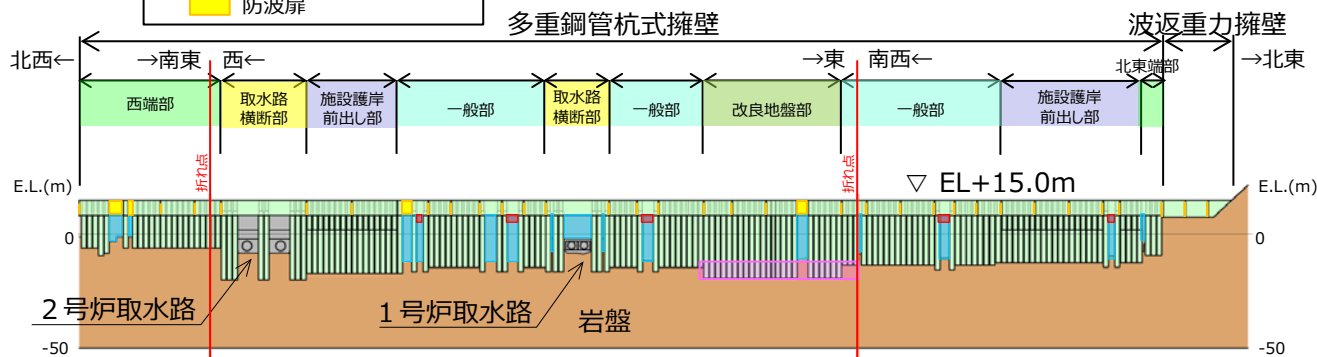 防波扉
多重鋼管杭式擁壁
波返重力擁壁
北西←
→南東
西←
→東
南西←
→北東
北東端部
西端部
取水路
横断部
施設護岸
前出し部
一般部
取水路
横断部
一般部
改良地盤部
一般部
施設護岸
前出し部
折れ点
折れ点
▽ EL+15.0m
E.L.(m)
E.L.(m)
0
0
2号炉取水路
1号炉取水路
岩盤
-50
-50